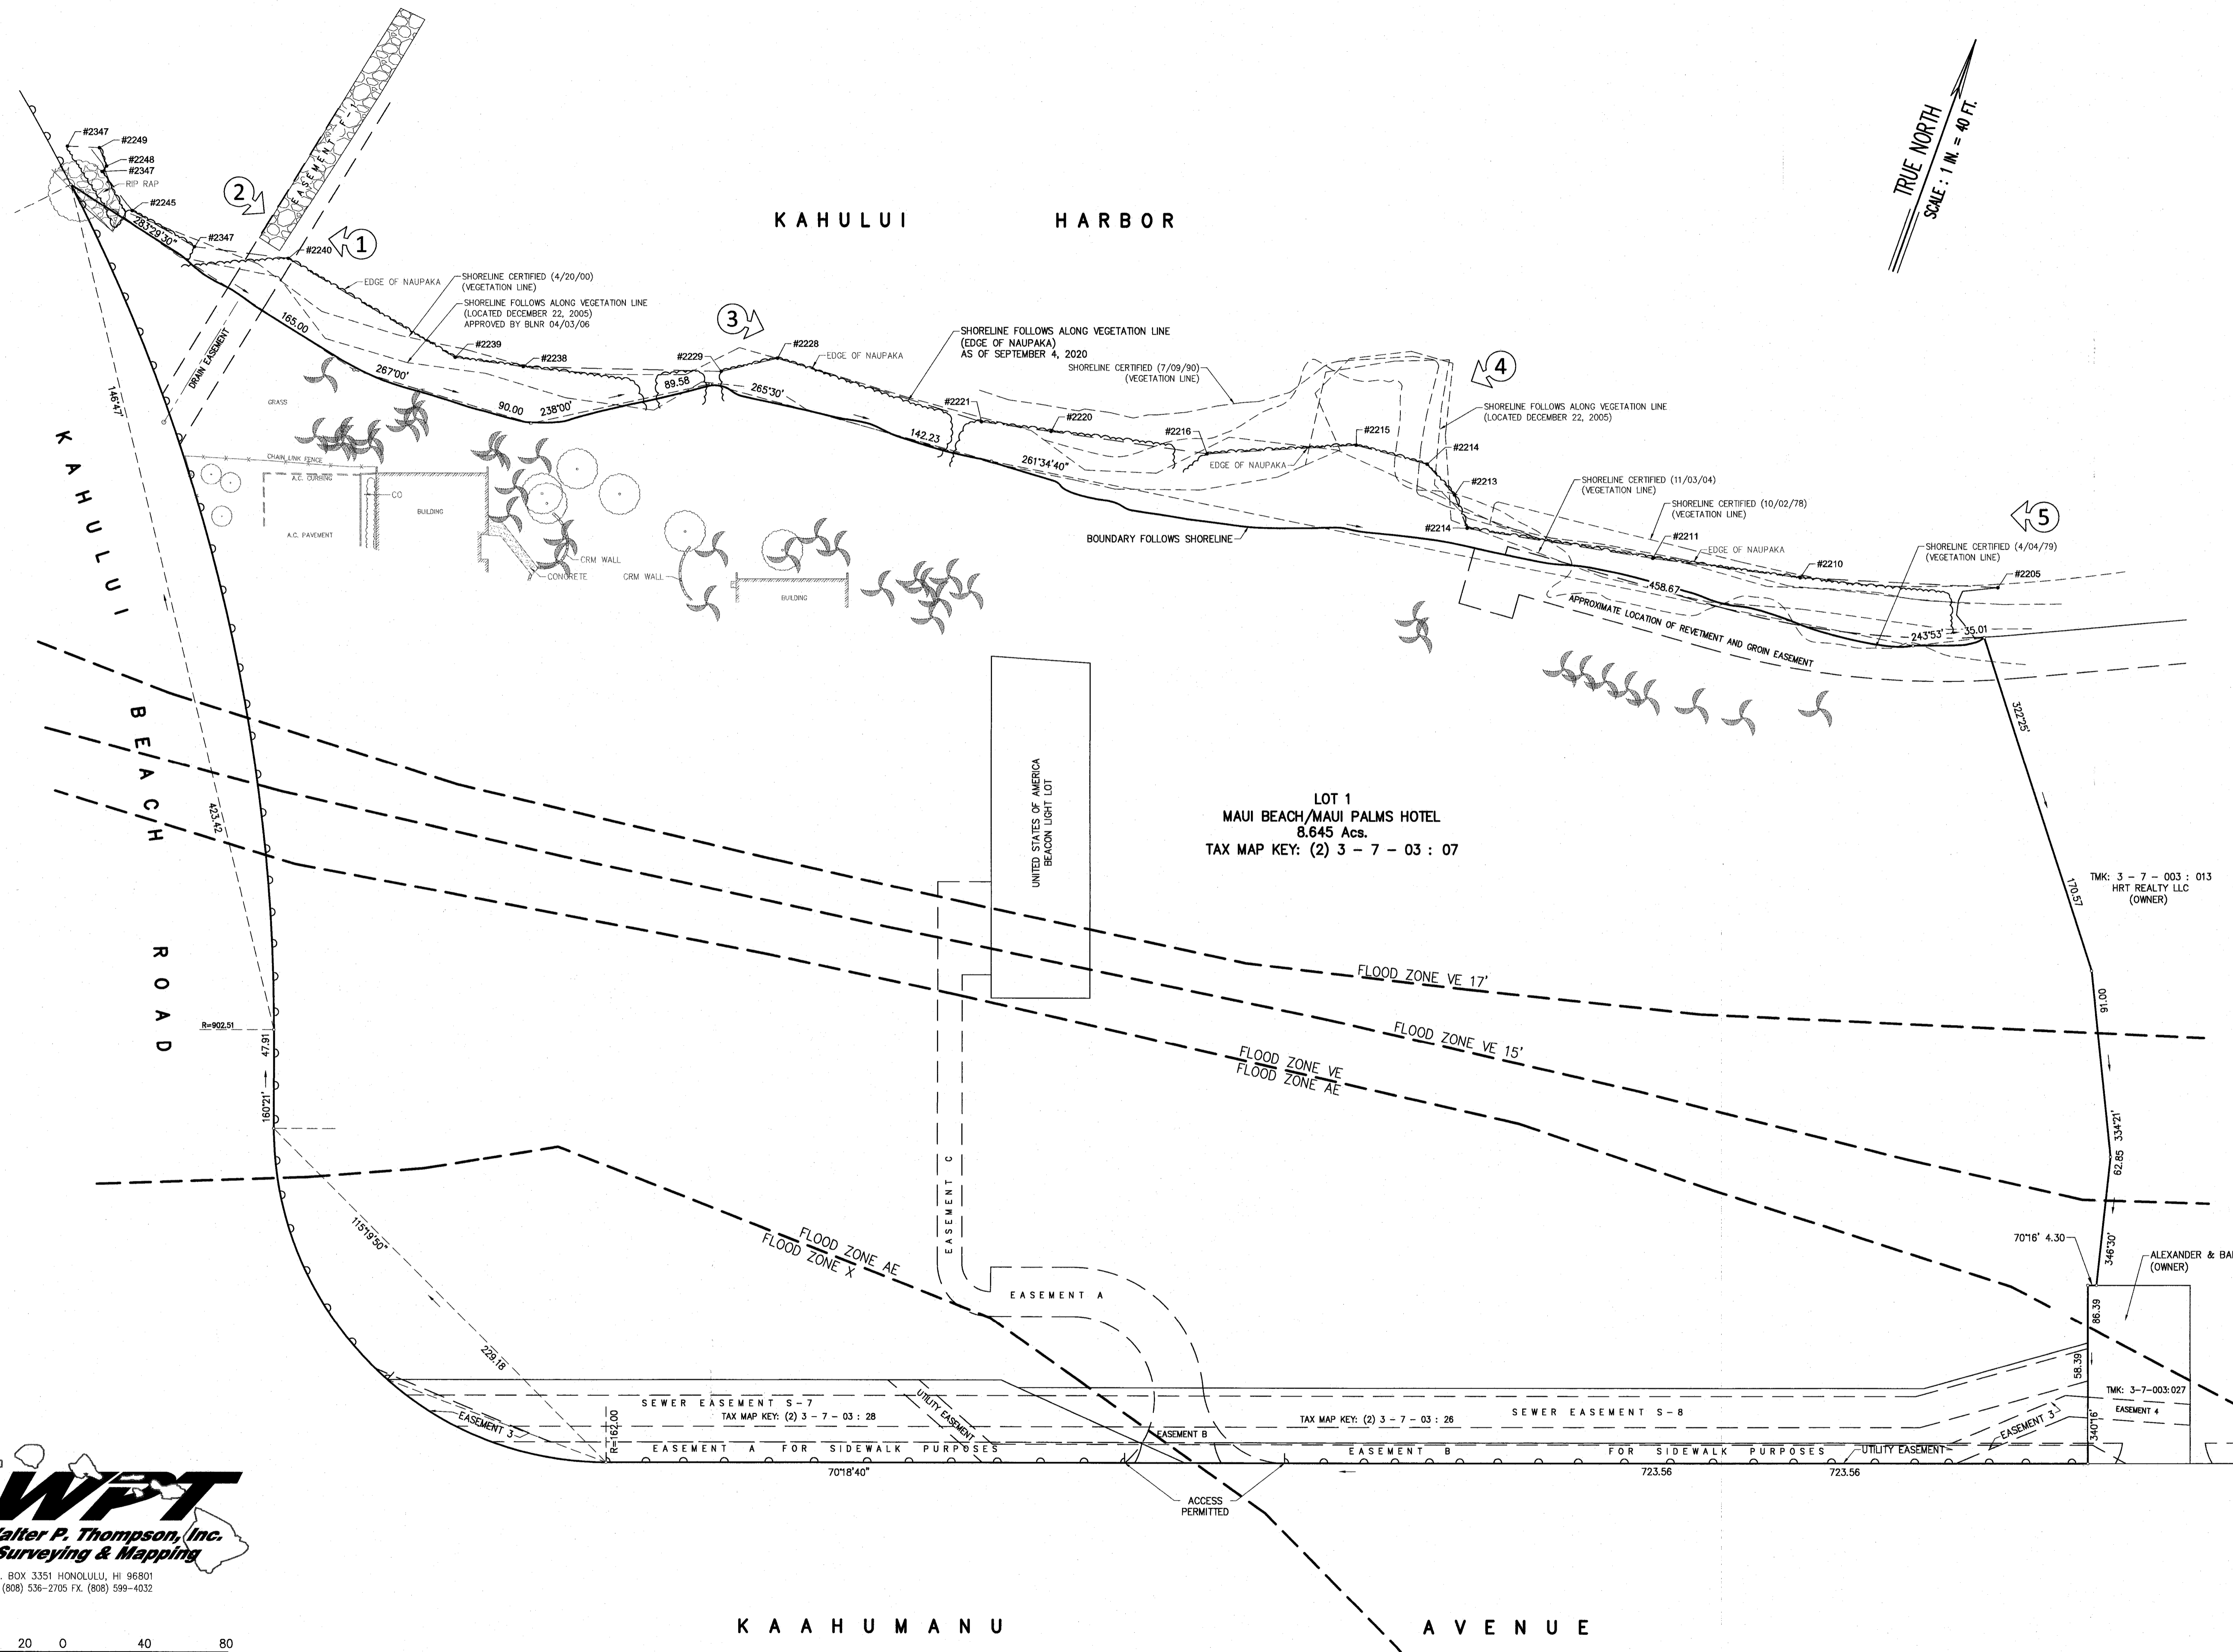 EASEMENT F-1
#2347
#2249
#2248
#2347
RIP RAP
#2245
283°29'30"
#2347
2
1
#2240
KAHULUI HARBOR
TRUE NORTH
SCALE : 1 IN. = 40 FT.
EDGE OF NAUPAKA
SHORELINE CERTIFIED (4/20/00)
(VEGETATION LINE)
SHORELINE FOLLOWS ALONG VEGETATION LINE
(LOCATED DECEMBER 22, 2005)
APPROVED BY BLNR 04/03/06
165.00
DRAIN EASEMENT
146°47'
#2239
#2238
267°00'
90.00
238°00'
3
#2229
#2228
89.58
265°30'
EDGE OF NAUPAKA
SHORELINE FOLLOWS ALONG VEGETATION LINE
(EDGE OF NAUPAKA)
AS OF SEPTEMBER 4, 2020
SHORELINE CERTIFIED (7/09/90)
(VEGETATION LINE)
4
#2221
#2220
142.23
#2216
261°34'40"
EDGE OF NAUPAKA
#2215
#2214
SHORELINE FOLLOWS ALONG VEGETATION LINE
(LOCATED DECEMBER 22, 2005)
#2213
#2214
SHORELINE CERTIFIED (11/03/04)
(VEGETATION LINE)
SHORELINE CERTIFIED (10/02/78)
(VEGETATION LINE)
5
BOUNDARY FOLLOWS SHORELINE
#2211
EDGE OF NAUPAKA
SHORELINE CERTIFIED (4/04/79)
(VEGETATION LINE)
#2210
#2205
458.67
APPROXIMATE LOCATION OF REVETMENT AND GROIN EASEMENT
243°53'
35.01
GRASS
CHAIN LINK FENCE
A.C. CURBING
CO
BUILDING
A.C. PAVEMENT
CRM WALL
CONCRETE
CRM WALL
BUILDING
KAHULUI BEACH ROAD
423.42
UNITED STATES OF AMERICA
BEACON LIGHT LOT
LOT 1
MAUI BEACH/MAUI PALMS HOTEL
8.645 Acs.
TAX MAP KEY: (2) 3 - 7 - 03 : 07
322°25'
170.57
TMK: 3 - 7 - 003 : 013
HRT REALTY LLC
(OWNER)
91.00
334°21'
62.85
346°30'
FLOOD ZONE VE 17'
FLOOD ZONE VE 15'
FLOOD ZONE VE
FLOOD ZONE AE
R=902.51
47.91
160°21'
115°19'50"
229.18
EASEMENT C
FLOOD ZONE AE
FLOOD ZONE X
EASEMENT A
70°16' 4.30
ALEXANDER & BA
(OWNER)
86.39
58.39
340°16'
TMK: 3-7-003:027
EASEMENT 4
EASEMENT 3
SEWER EASEMENT S-7
TAX MAP KEY: (2) 3 - 7 - 03 : 28
UTILITY EASEMENT
EASEMENT 3
R=162.00
EASEMENT A FOR SIDEWALK PURPOSES
EASEMENT B
TAX MAP KEY: (2) 3 - 7 - 03 : 26
SEWER EASEMENT S-8
EASEMENT B FOR SIDEWALK PURPOSES
UTILITY EASEMENT
70°18'40"
723.56
723.56
ACCESS
PERMITTED
WPT
alter P. Thompson, Inc.
Surveying & Mapping
. BOX 3351 HONOLULU, HI 96801
(808) 536-2705 FX. (808) 599-4032
KAAHUMANU AVENUE
20 0 40 80